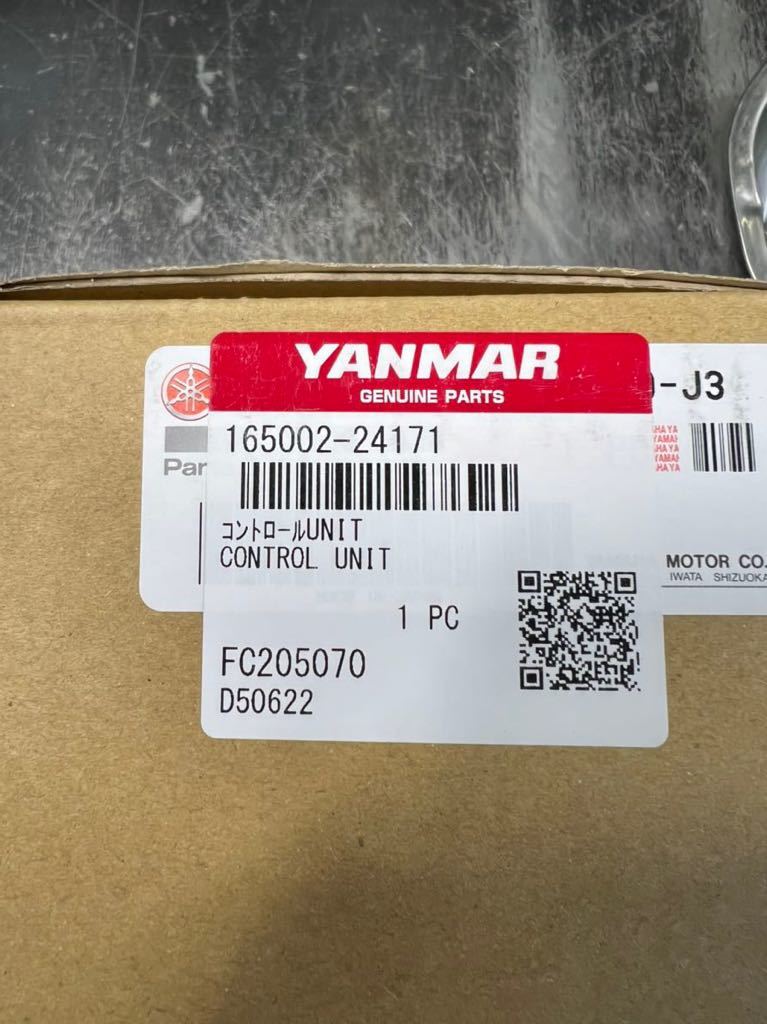 YANMAR
GENUINE PARTS
-J3
165002-24171
Par
コントロールUNIT
CONTROL UNIT
MOTOR CO.
IWATA SHIZUOKA
1 PC
FC205070
D50622